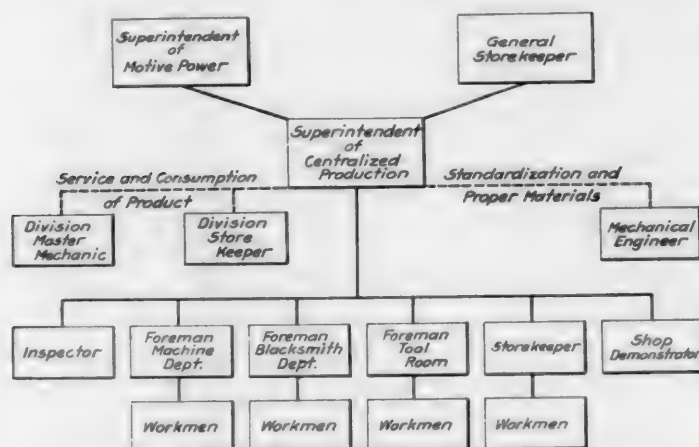 Superintendent
of
Motive Power
General
Storekeeper
Superintendent
of
Centralized
Production
Service and Consumption
of Product
Standardization and
Proper Materials
Division
Master
Mechanic
Division
Store
Keeper
Mechanical
Engineer
Inspector
Foreman
Machine
Dept.
Foreman
Blacksmith
Dept.
Foreman
Tool
Room
Storekeeper
Shop
Demonstrator
Workmen
Workmen
Workmen
Workmen